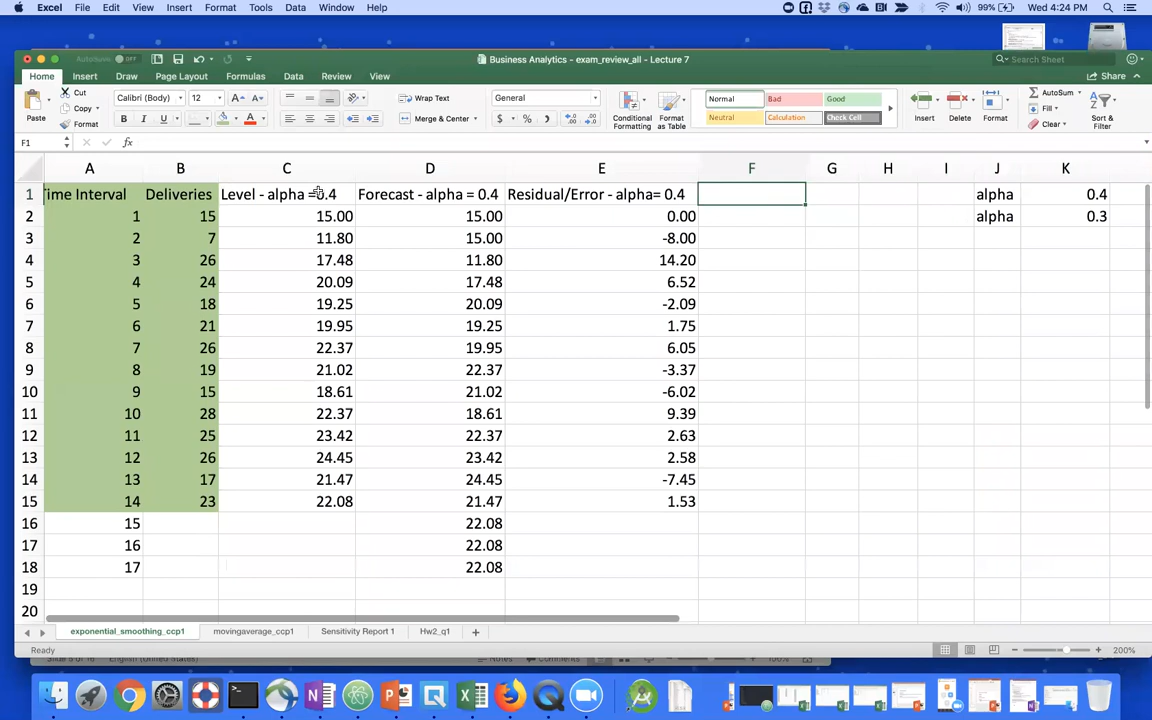 Excel File Edit View Insert Format Tools Data Window Help 99% Wed 4:24 PM
AutoSave OFF Business Analytics - exam_review_all - Lecture 7 Search Sheet
Home Insert Draw Page Layout Formulas Data Review View Share
Paste Cut Copy Format Calibri (Body) 12 Wrap Text General Conditional Formatting Format as Table Normal Bad Good Insert Delete Format AutoSum Fill Clear Sort & Filter
B I U A Merge & Center $ % Neutral Calculation Check Cell
F1 fx
A B C D E F G H I J K
1 Time Interval Deliveries Level - alpha =0.4 Forecast - alpha = 0.4 Residual/Error - alpha= 0.4 alpha 0.4
2 1 15 15.00 15.00 0.00 alpha 0.3
3 2 7 11.80 15.00 -8.00
4 3 26 17.48 11.80 14.20
5 4 24 20.09 17.48 6.52
6 5 18 19.25 20.09 -2.09
7 6 21 19.95 19.25 1.75
8 7 26 22.37 19.95 6.05
9 8 19 21.02 22.37 -3.37
10 9 15 18.61 21.02 -6.02
11 10 28 22.37 18.61 9.39
12 11 25 23.42 22.37 2.63
13 12 26 24.45 23.42 2.58
14 13 17 21.47 24.45 -7.45
15 14 23 22.08 21.47 1.53
16 15 22.08
17 16 22.08
18 17 22.08
19
20
exponential_smoothing_ccp1 movingaverage_ccp1 Sensitivity Report 1 Hw2_q1 +
Ready 200%